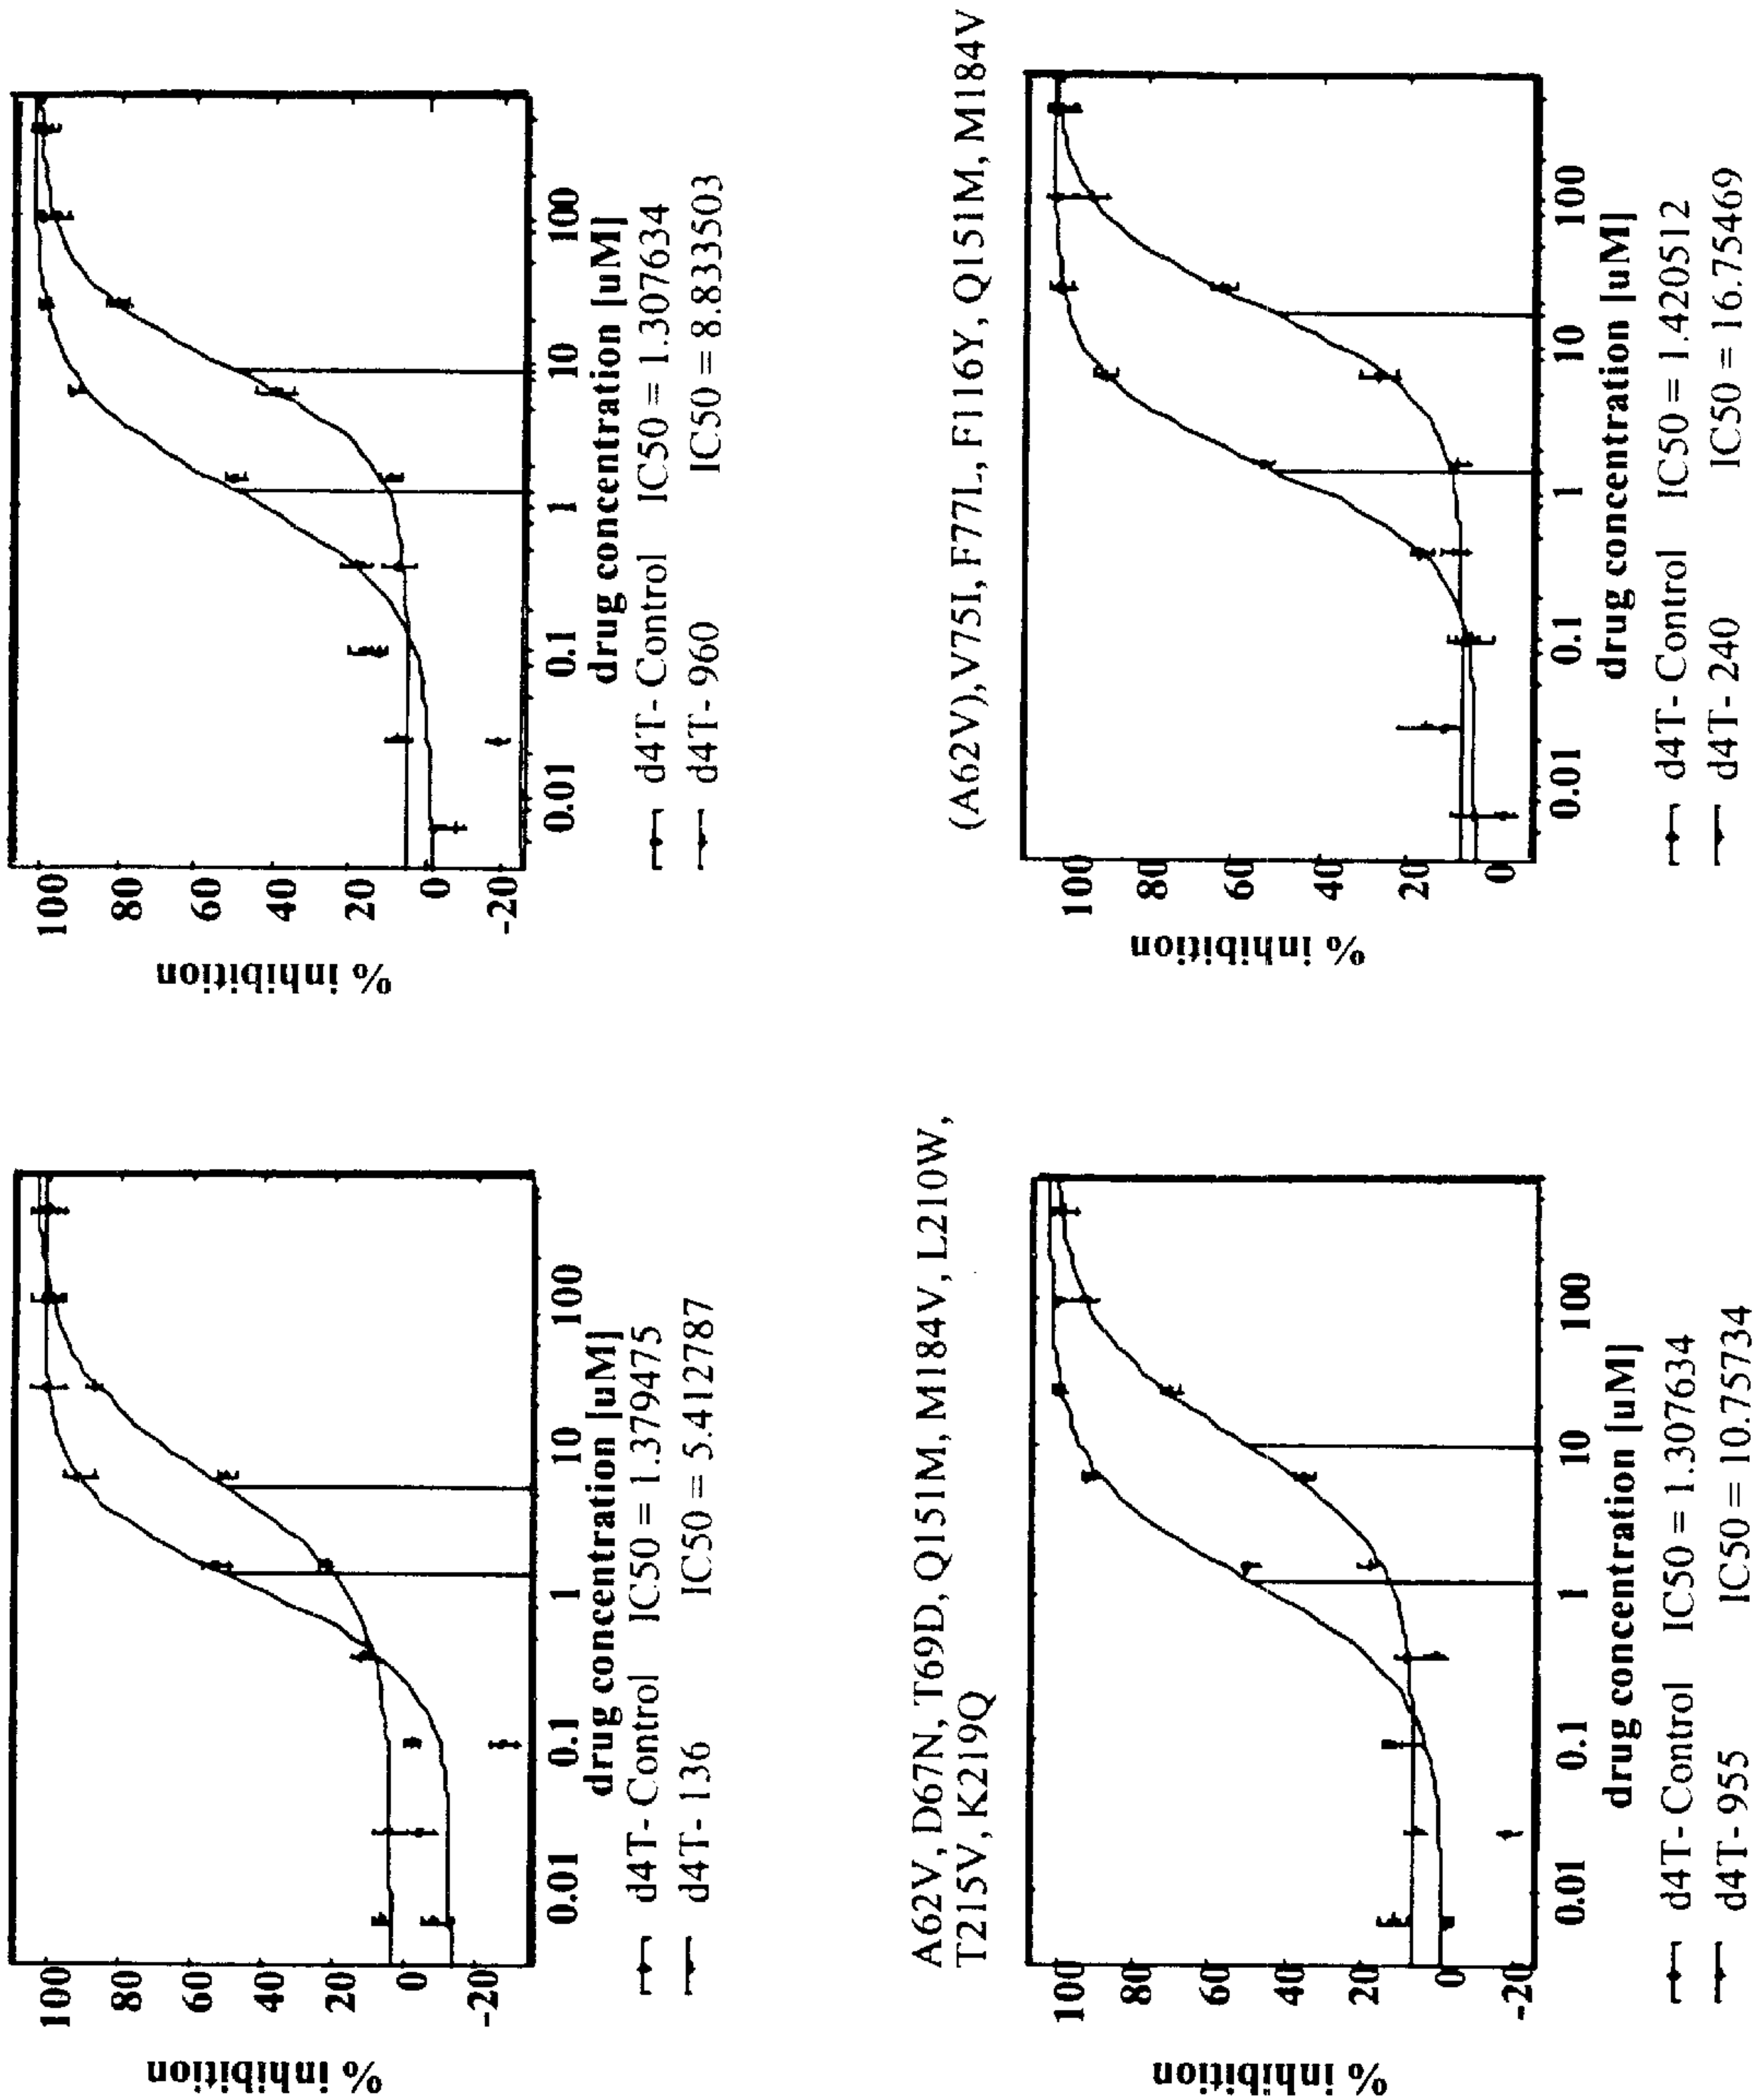 % inhibition
100
80
60
40
20
0
-20
0.01
0.1
1
10
100
drug concentration [uM]
d4T- Control IC50 = 1.379475
d4T- 136 IC50 = 5.412787
% inhibition
100
80
60
40
20
0
-20
0.01
0.1
1
10
100
drug concentration [uM]
d4T- Control IC50 = 1.307634
d4T- 960 IC50 = 8.833503
A62V, D67N, T69D, Q151M, M184V, L210W,
T215V, K219Q
% inhibition
100
80
60
40
20
0
-20
0.01
0.1
1
10
100
drug concentration [uM]
d4T- Control IC50 = 1.307634
d4T- 955 IC50 = 10.75734
(A62V),V75I, F77L, F116Y, Q151M, M184V
% inhibition
100
80
60
40
20
0
0.01
0.1
1
10
100
drug concentration [uM]
d4T- Control IC50 = 1.420512
d4T- 240 IC50 = 16.75469